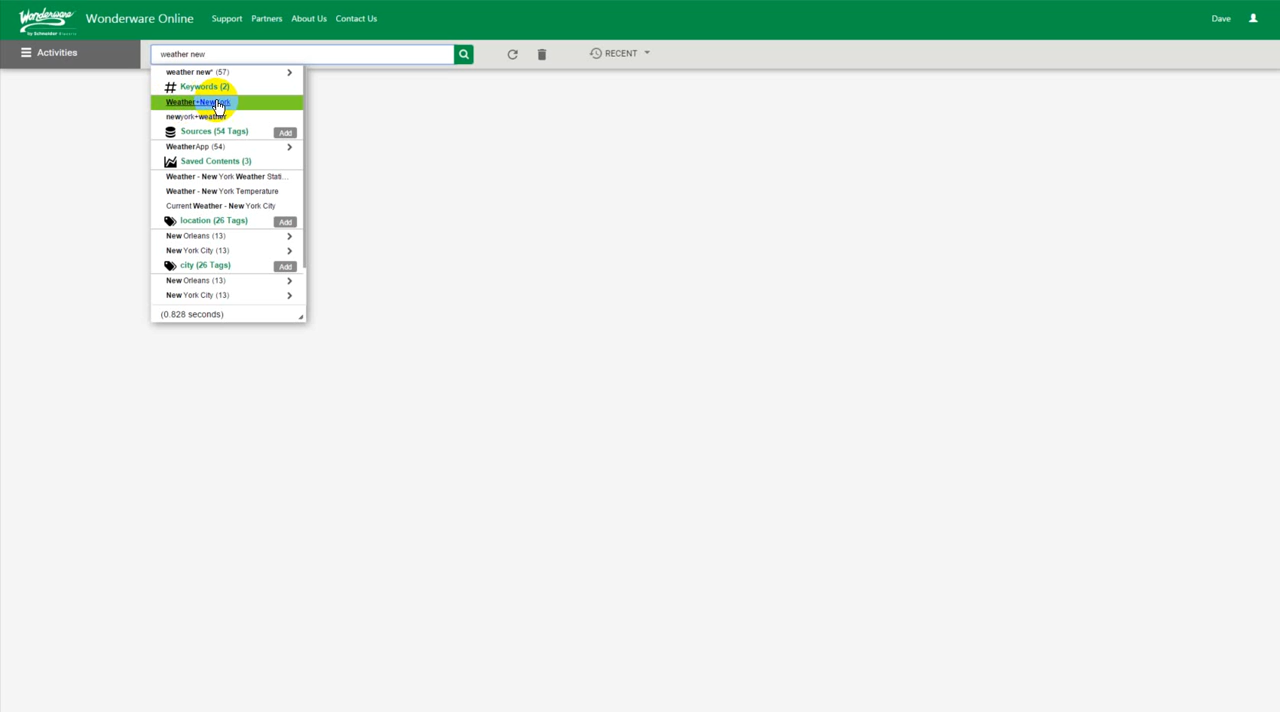 Wonderware
by Schneider Electric
Wonderware Online
Support
Partners
About Us
Contact Us
Dave
Activities
weather new
RECENT
weather new* (57)
Keywords (2)
Weather+NewYork
newyork+weather
Sources (54 Tags)
Add
WeatherApp (54)
Saved Contents (3)
Weather - New York Weather Stati...
Weather - New York Temperature
Current Weather - New York City
location (26 Tags)
Add
New Orleans (13)
New York City (13)
city (26 Tags)
Add
New Orleans (13)
New York City (13)
(0.828 seconds)